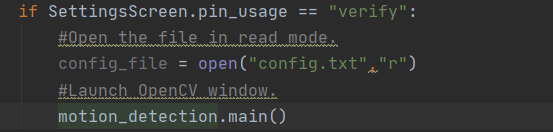 if SettingsScreen.pin_usage == "verify":
#Open the file in read mode.
config_file = open("config.txt","r")
#Launch OpenCV window.
motion_detection.main()